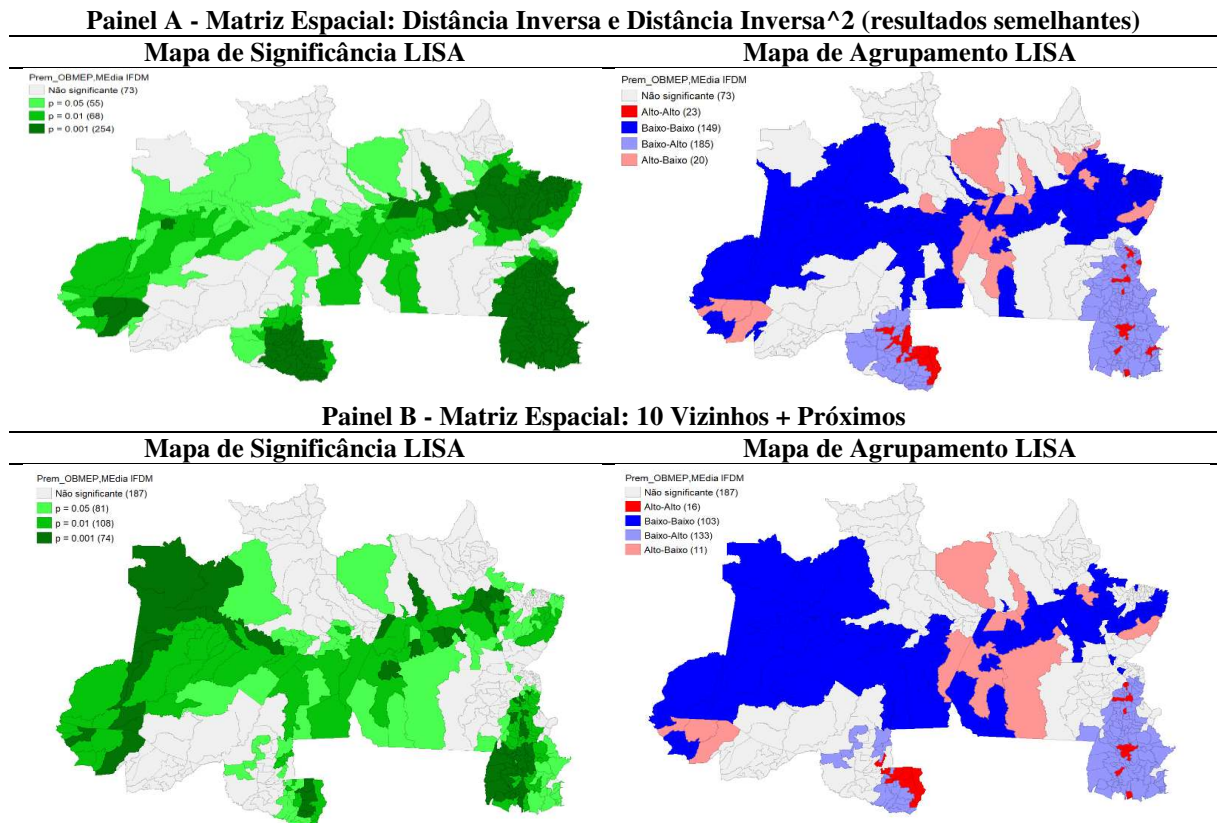 Painel A - Matriz Espacial: Distância Inversa e Distância Inversa^2 (resultados semelhantes)
Mapa de Significância LISA
Mapa de Agrupamento LISA
Prem_OBMEP,MEdia IFDM
Não significante (73)
p = 0.05 (55)
p = 0.01 (68)
p = 0.001 (254)
Prem_OBMEP,MEdia IFDM
Não significante (73)
Alto-Alto (23)
Baixo-Baixo (149)
Baixo-Alto (185)
Alto-Baixo (20)
Painel B - Matriz Espacial: 10 Vizinhos + Próximos
Mapa de Significância LISA
Mapa de Agrupamento LISA
Prem_OBMEP,MEdia IFDM
Não significante (187)
p = 0.05 (81)
p = 0.01 (108)
p = 0.001 (74)
Prem_OBMEP,MEdia IFDM
Não significante (187)
Alto-Alto (16)
Baixo-Baixo (103)
Baixo-Alto (133)
Alto-Baixo (11)